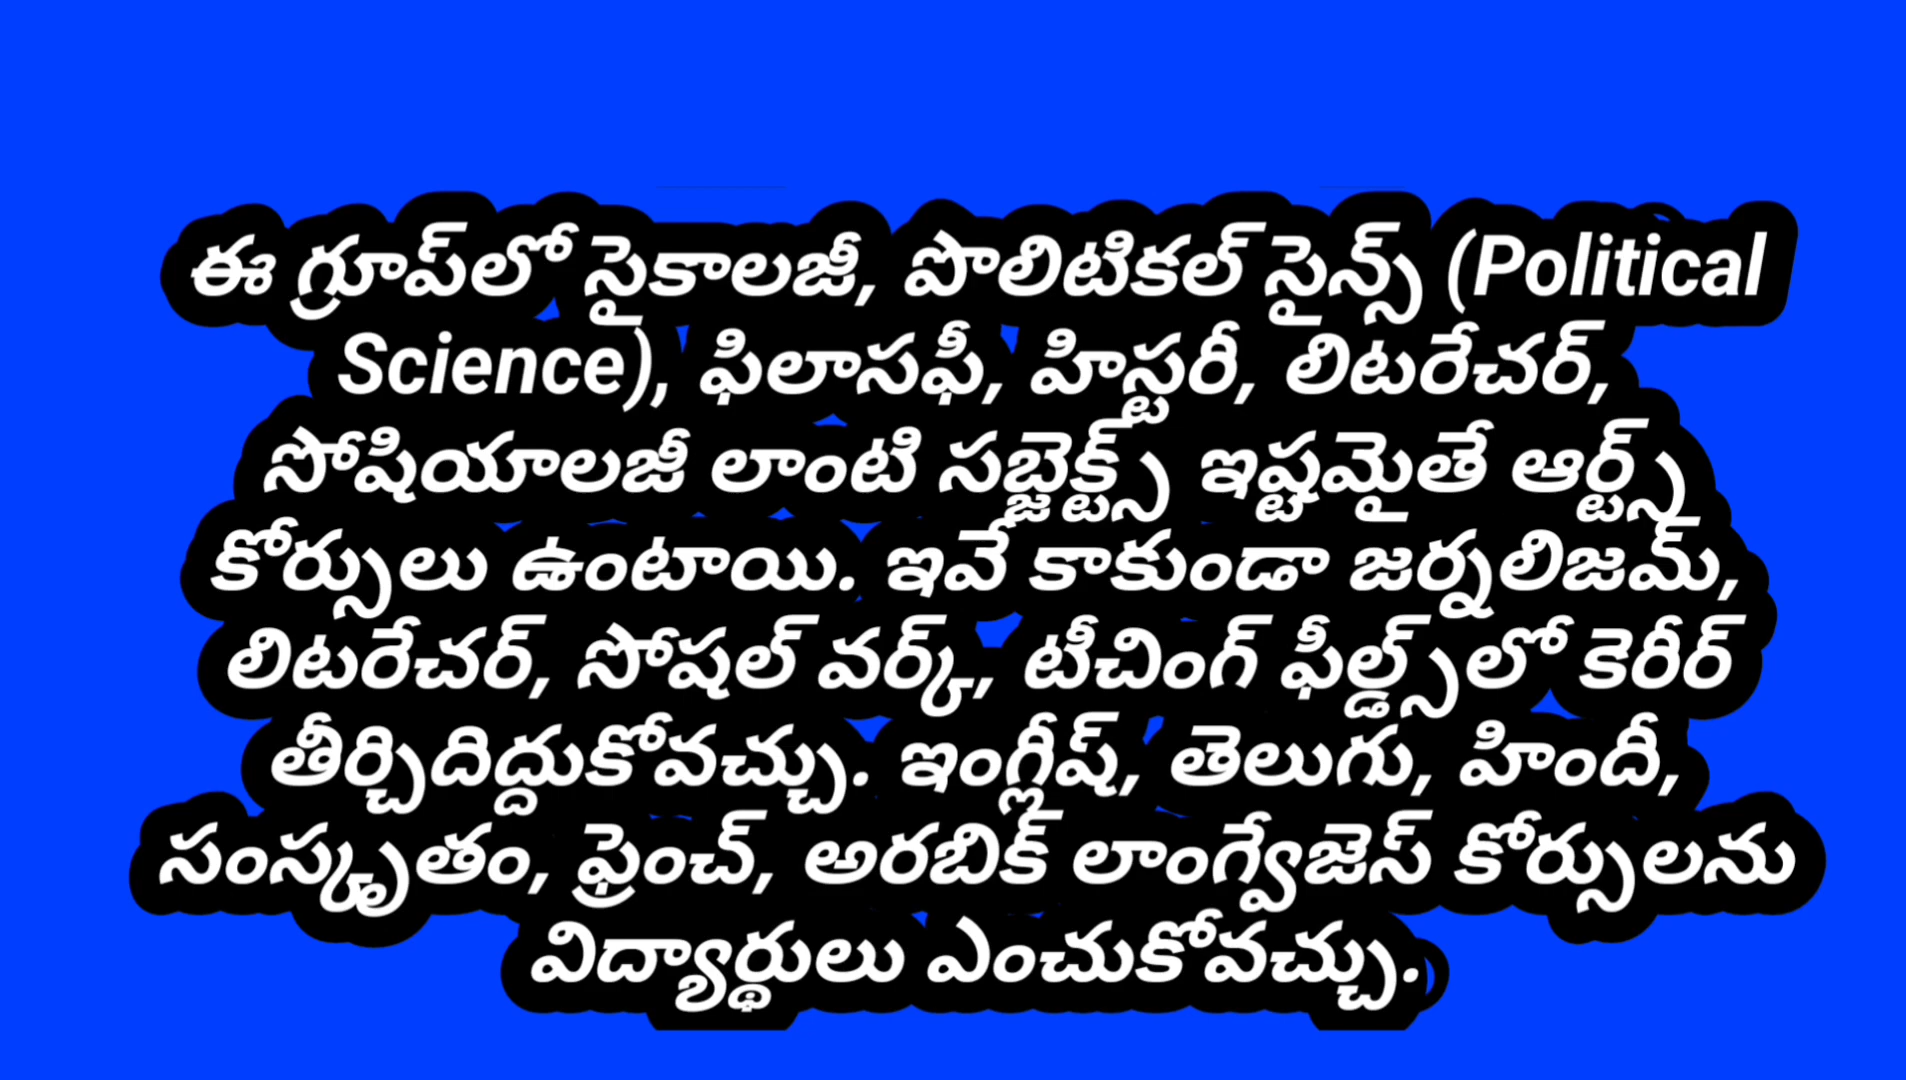 ఈ గ్రూప్‌లో సైకాలజీ, పొలిటికల్ సైన్స్ (Political
Science), ఫిలాసఫీ, హిస్టరీ, లిటరేచర్,
సోషియాలజీ లాంటి సబ్జెక్ట్స్ ఇష్టమైతే ఆర్ట్స్
కోర్సులు ఉంటాయి. ఇవే కాకుండా జర్నలిజమ్,
లిటరేచర్, సోషల్ వర్క్, టీచింగ్ ఫీల్డ్స్‌లో కెరీర్
తీర్చిదిద్దుకోవచ్చు. ఇంగ్లీష్, తెలుగు, హిందీ,
సంస్కృతం, ఫ్రెంచ్, అరబిక్ లాంగ్వేజెస్ కోర్సులను
విద్యార్థులు ఎంచుకోవచ్చు.